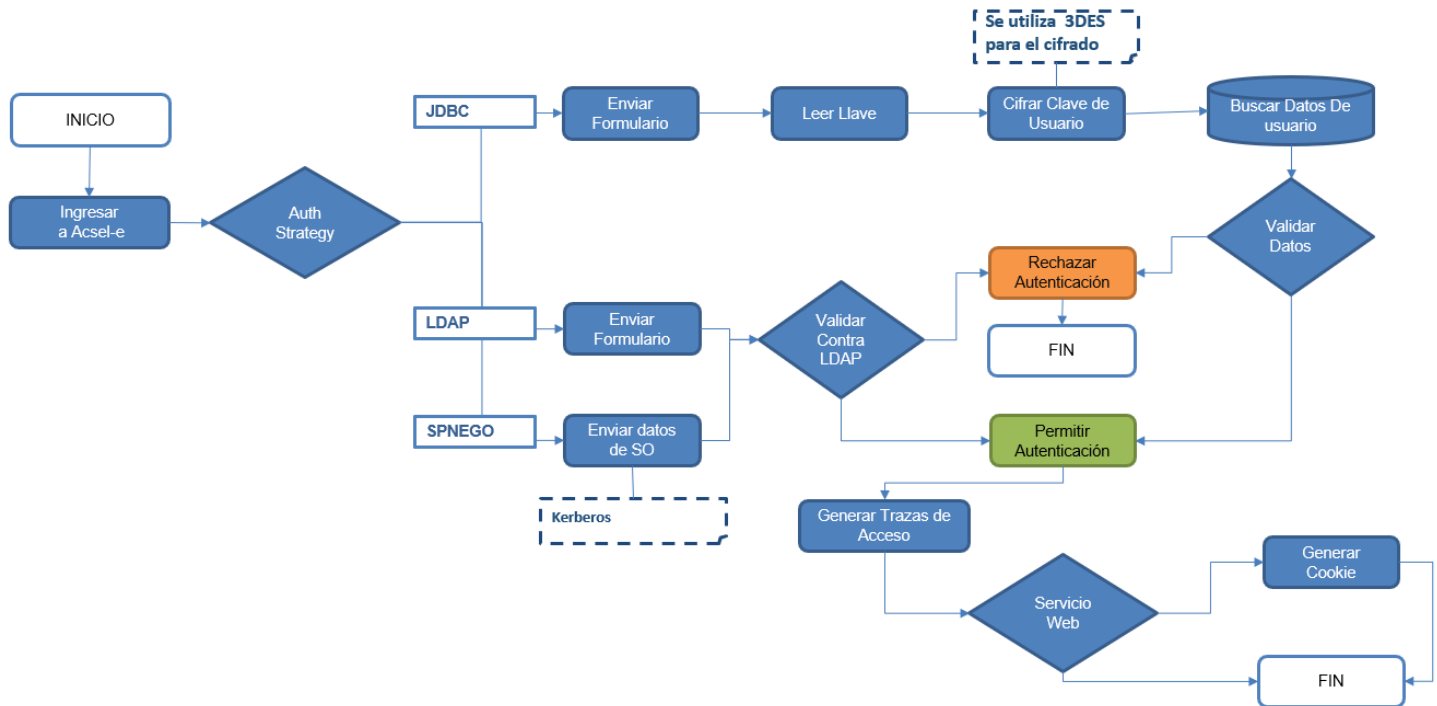 Se utiliza 3DES
para el cifrado
INICIO
JDBC
Enviar
Formulario
Leer Llave
Cifrar Clave de
Usuario
Buscar Datos De
usuario
Ingresar
a Acsel-e
Auth
Strategy
Validar
Datos
Rechazar
Autenticación
LDAP
Enviar
Formulario
Validar
Contra
LDAP
FIN
SPNEGO
Enviar datos
de SO
Permitir
Autenticación
Kerberos
Generar Trazas de
Acceso
Generar
Cookie
Servicio
Web
FIN